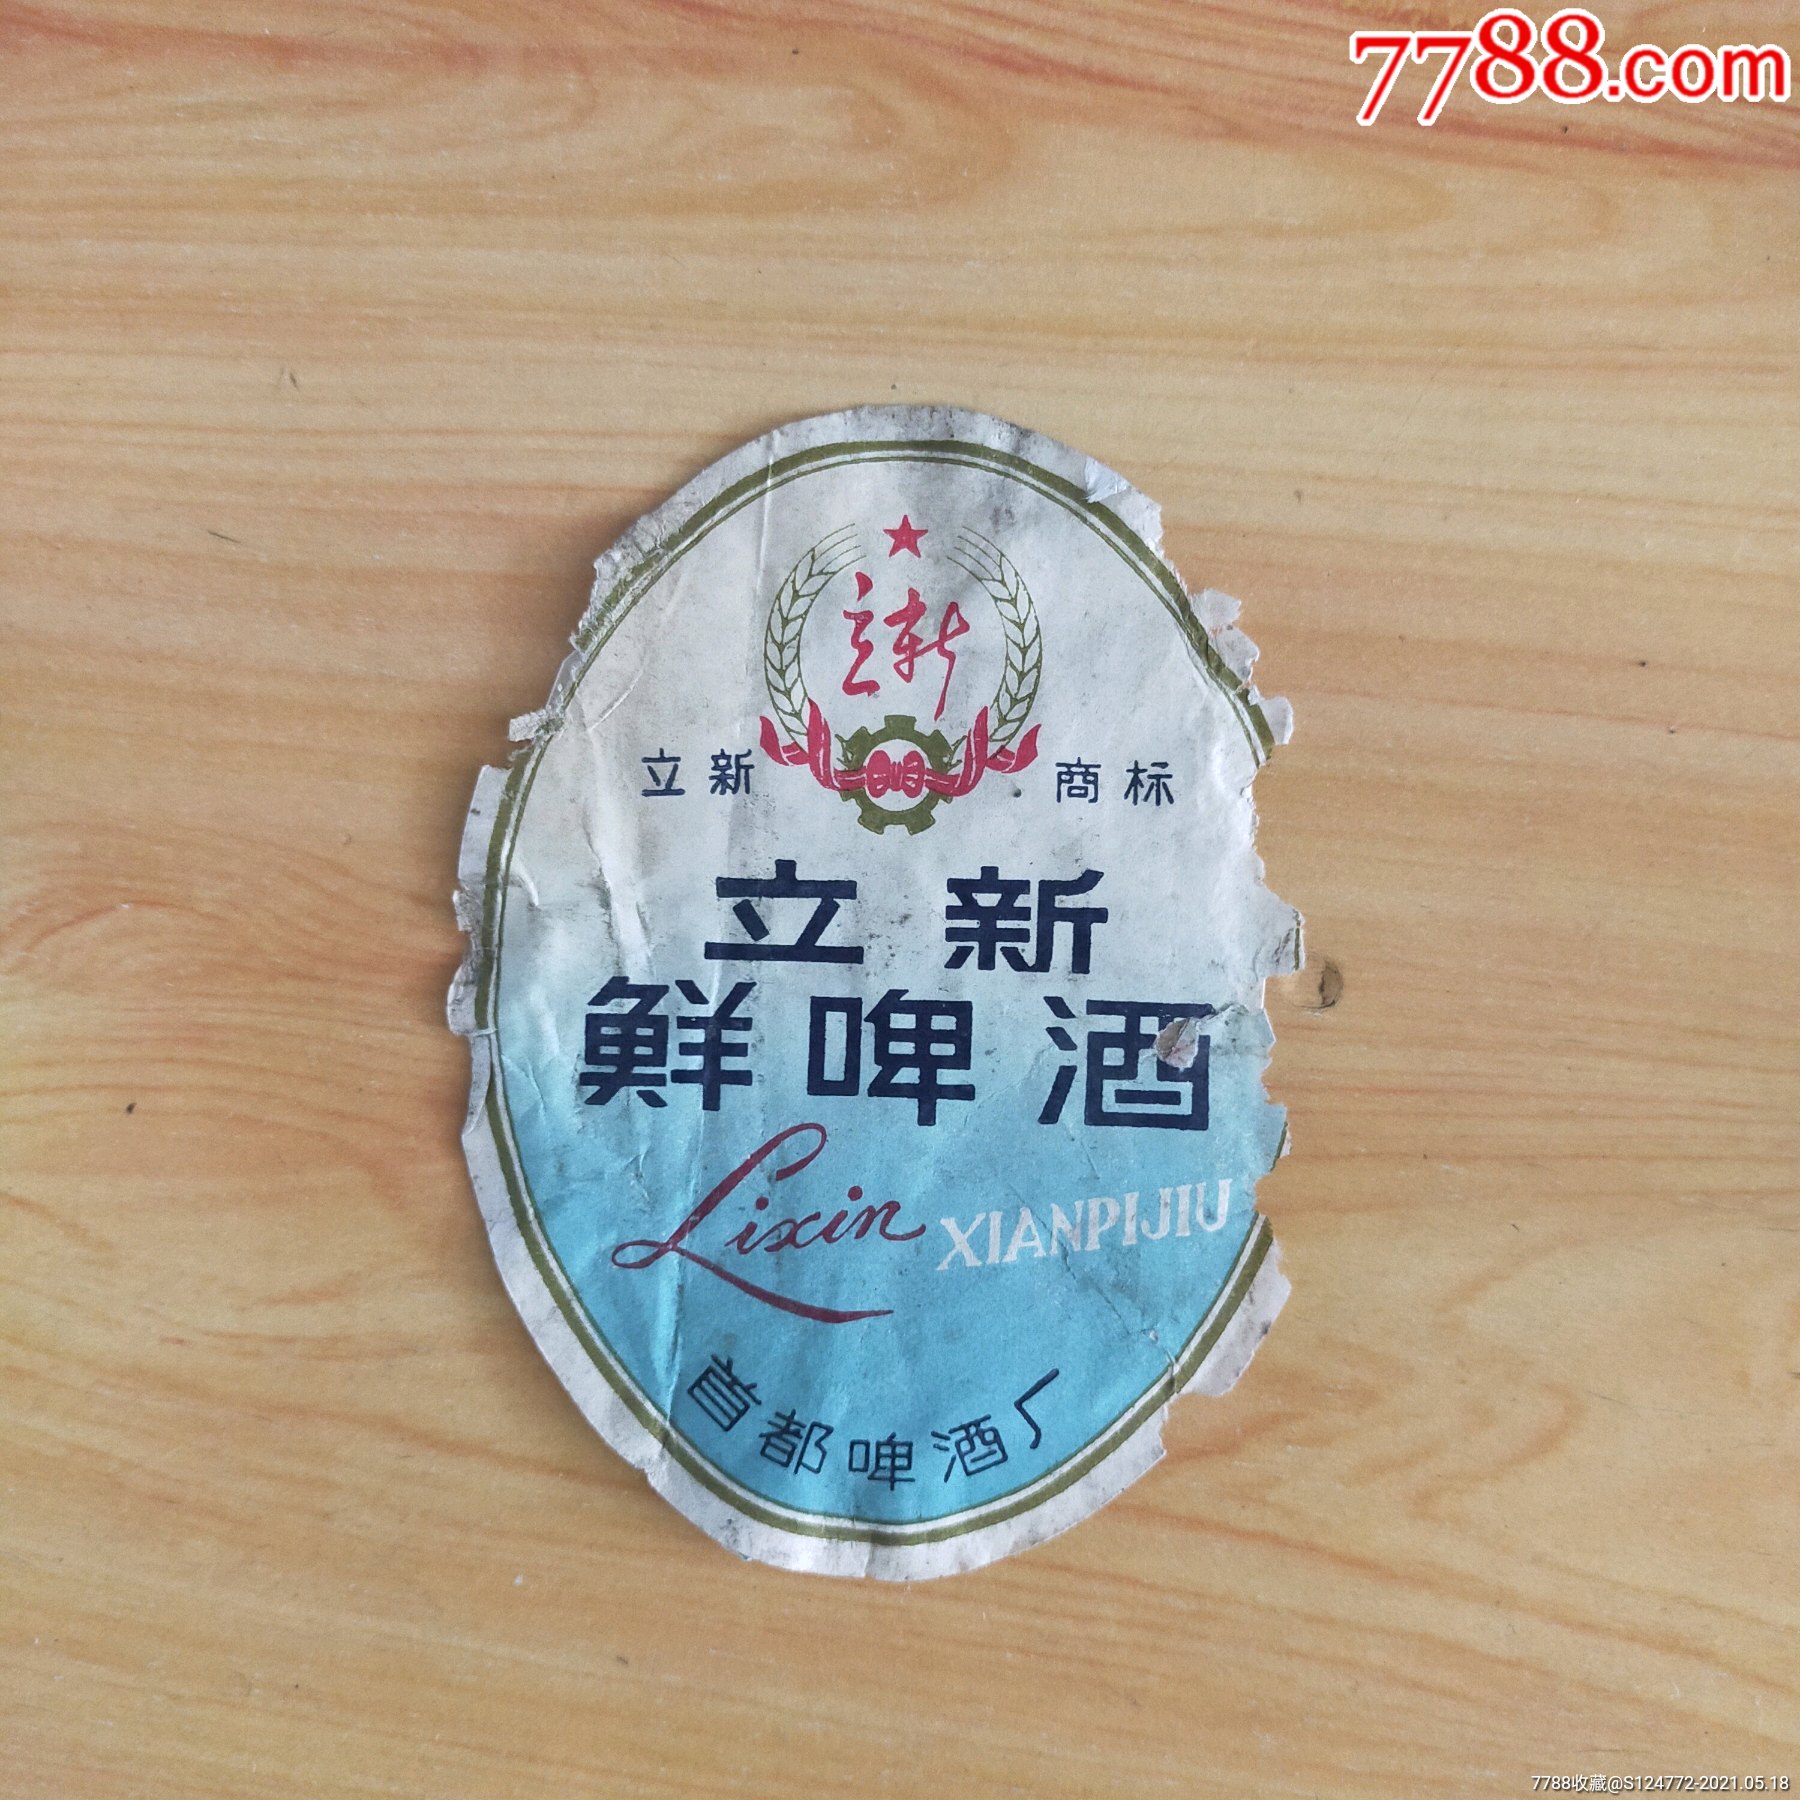 7788.com
立新
立新 商标
立新
鮮啤酒
Lixin XIANPIJIU
首都啤酒厂
7788收藏@S124772-2021.05.18